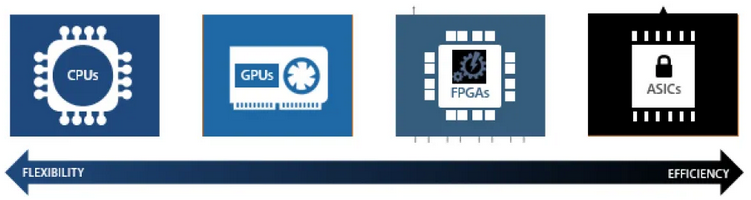 CPUs
GPUs
FPGAs
ASICs
FLEXIBILITY
EFFICIENCY